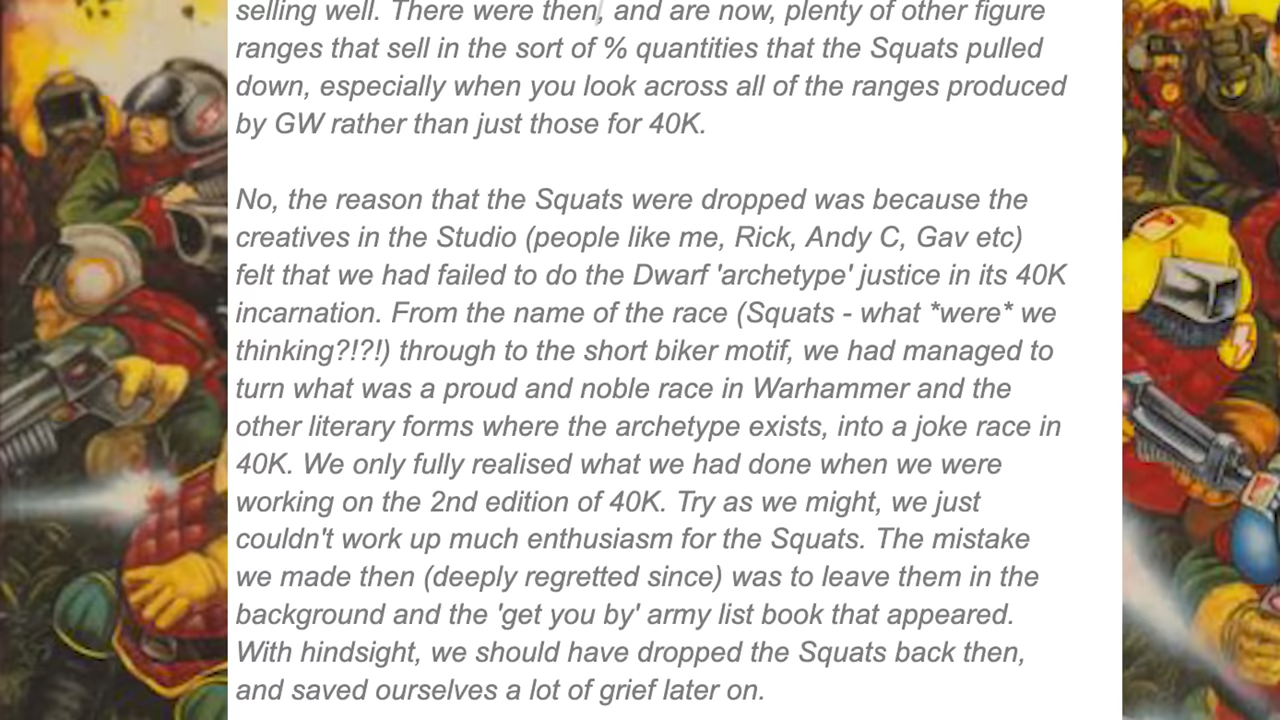 selling well. There were then, and are now, plenty of other figure
ranges that sell in the sort of % quantities that the Squats pulled
down, especially when you look across all of the ranges produced
by GW rather than just those for 40K.
No, the reason that the Squats were dropped was because the
creatives in the Studio (people like me, Rick, Andy C, Gav etc)
felt that we had failed to do the Dwarf 'archetype' justice in its 40K
incarnation. From the name of the race (Squats - what *were* we
thinking?!?!) through to the short biker motif, we had managed to
turn what was a proud and noble race in Warhammer and the
other literary forms where the archetype exists, into a joke race in
40K. We only fully realised what we had done when we were
working on the 2nd edition of 40K. Try as we might, we just
couldn't work up much enthusiasm for the Squats. The mistake
we made then (deeply regretted since) was to leave them in the
background and the 'get you by' army list book that appeared.
With hindsight, we should have dropped the Squats back then,
and saved ourselves a lot of grief later on.